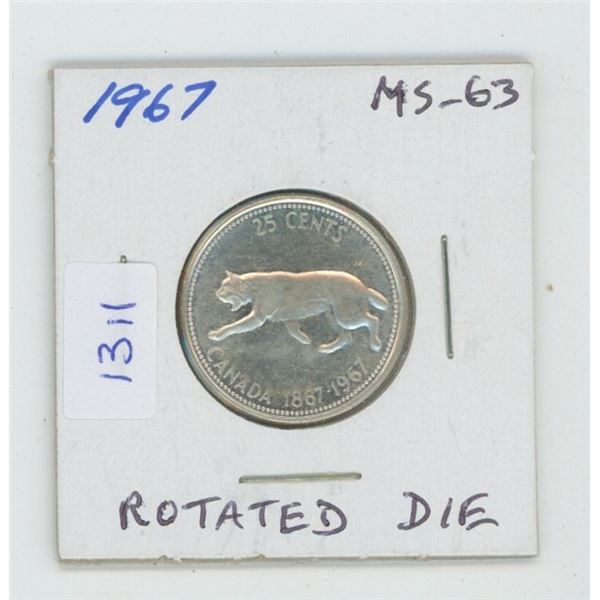 1967 MS-63
25 CENTS
1311
CANADA 1867-1967
ROTATED DIE